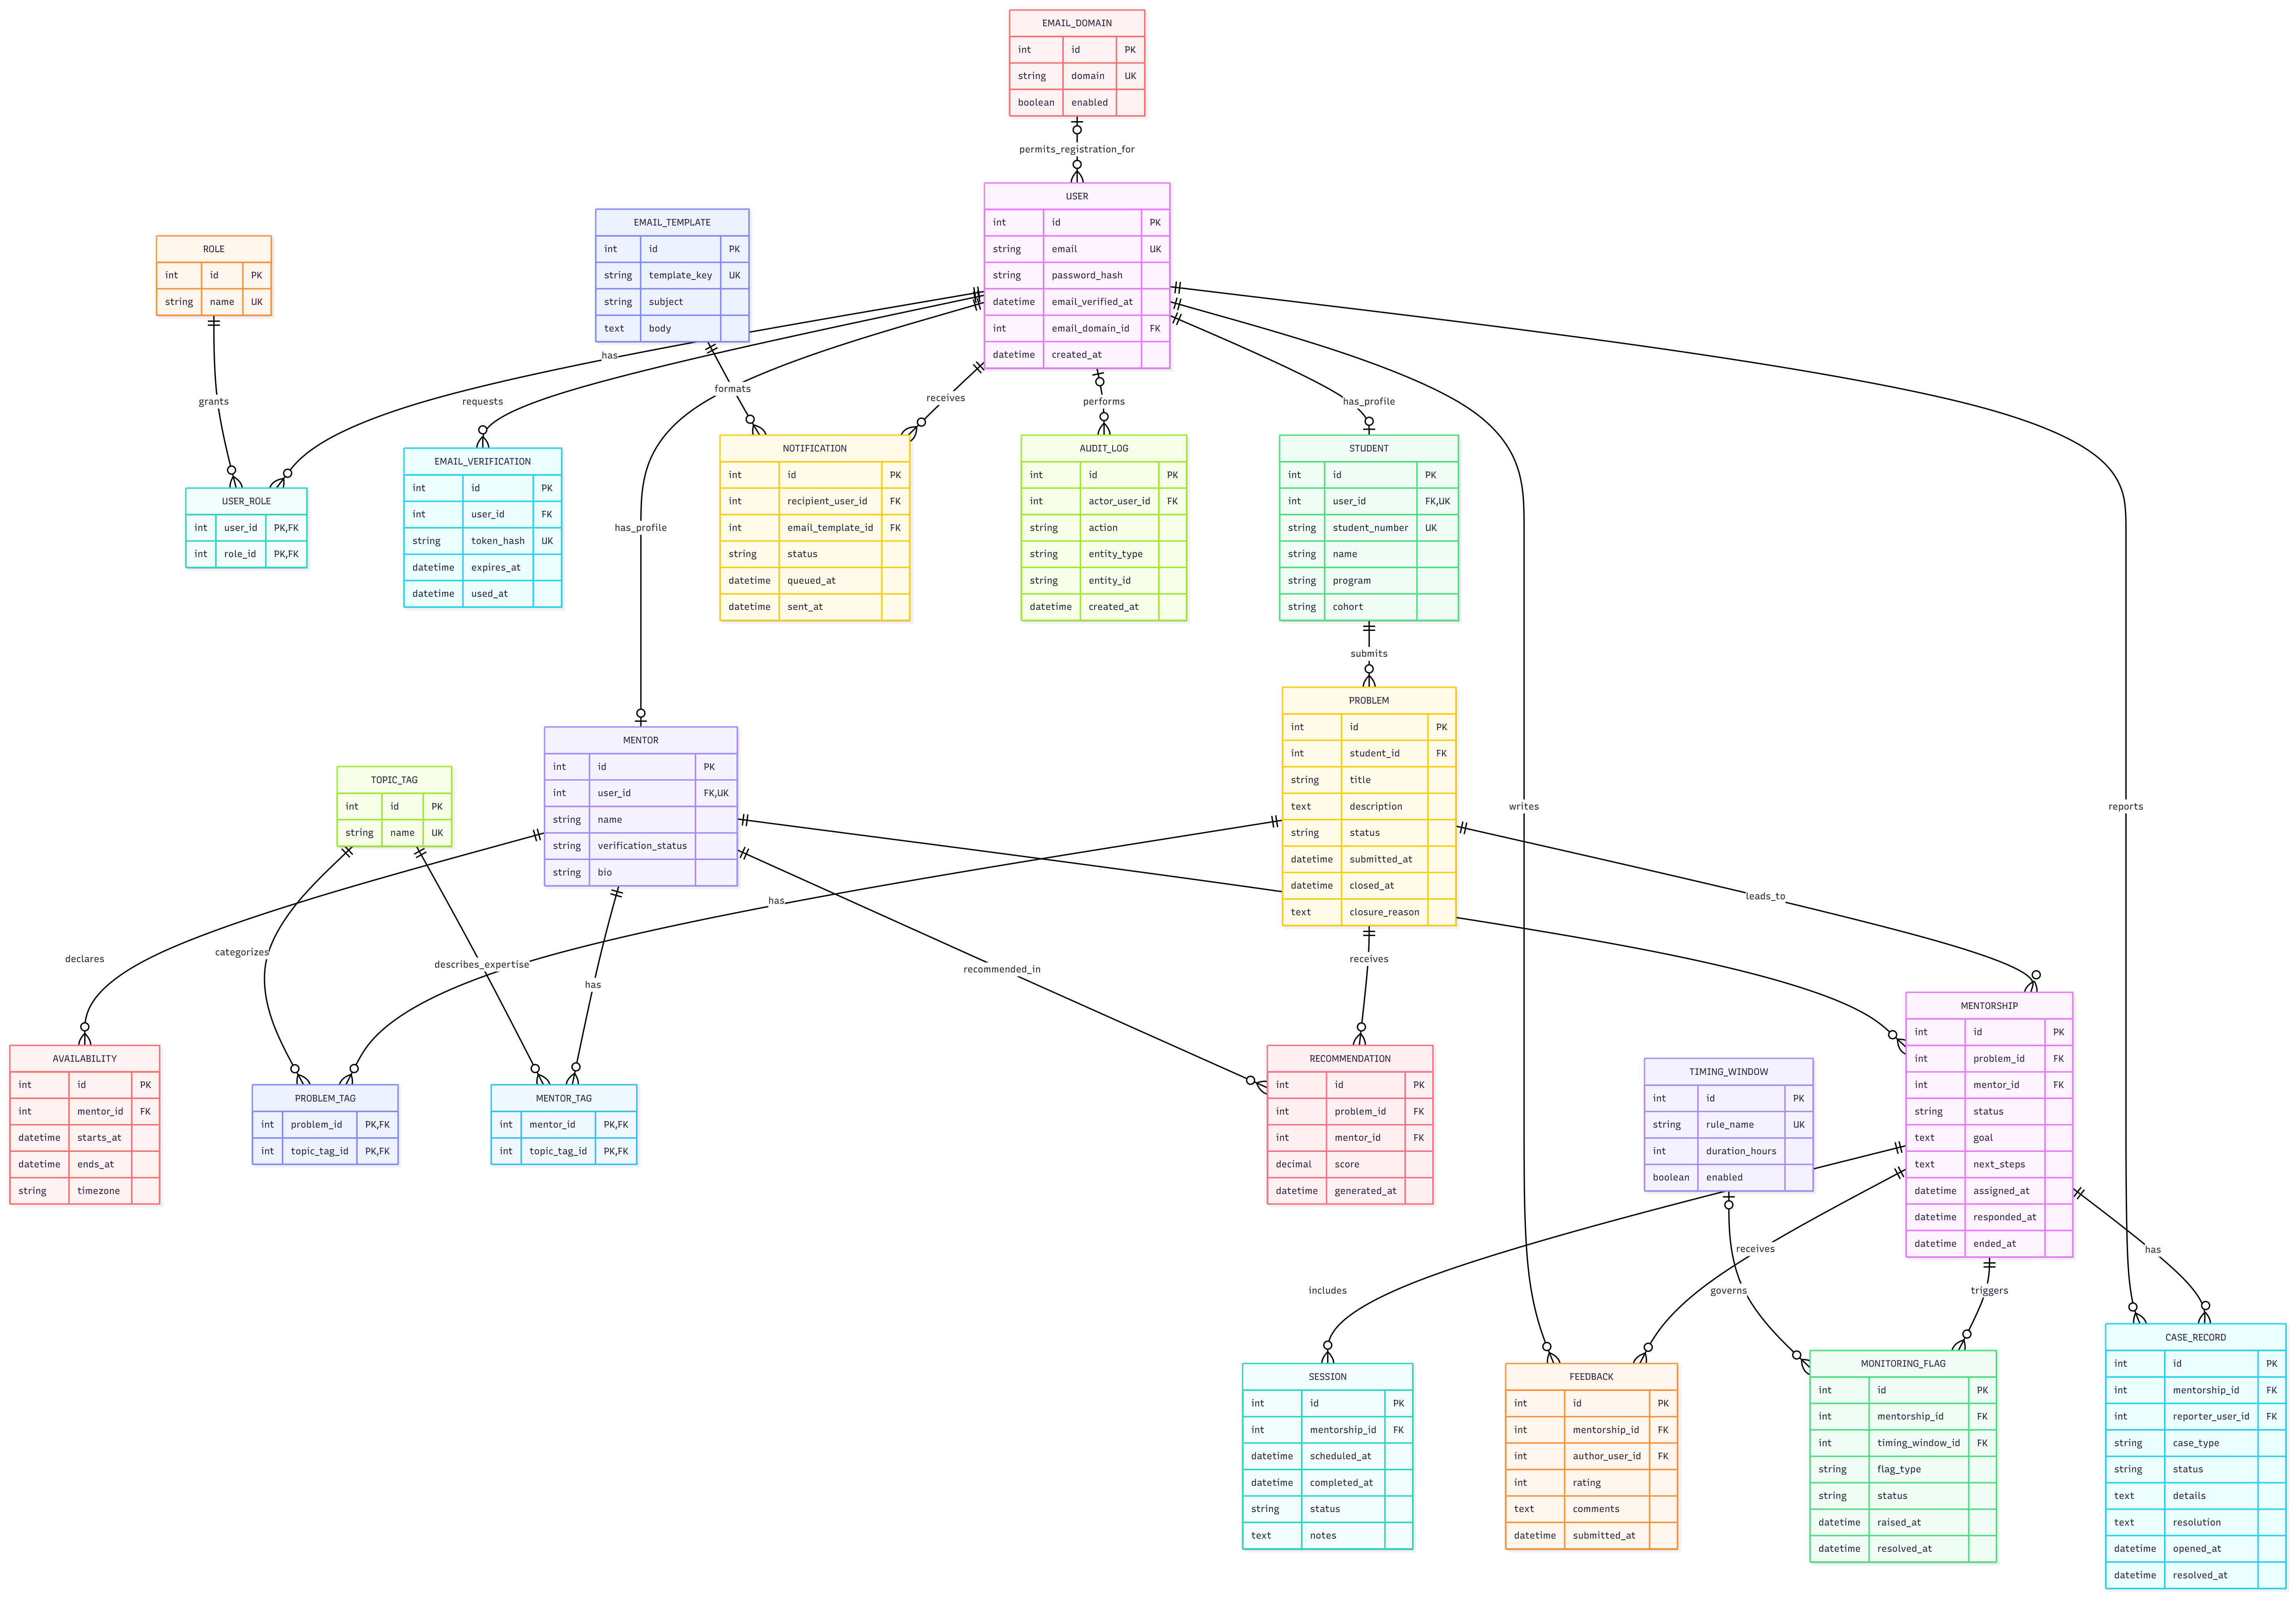 EMAIL_DOMAIN
int id PK
string domain UK
boolean enabled
permits_registration_for
USER
int id PK
string email UK
string password_hash
datetime email_verified_at
int email_domain_id FK
datetime created_at
EMAIL_TEMPLATE
int id PK
string template_key UK
string subject
text body
ROLE
int id PK
string name UK
has
formats
receives
performs
has_profile
grants
requests
USER_ROLE
int user_id PK,FK
int role_id PK,FK
EMAIL_VERIFICATION
int id PK
int user_id FK
string token_hash UK
datetime expires_at
datetime used_at
has_profile
NOTIFICATION
int id PK
int recipient_user_id FK
int email_template_id FK
string status
datetime queued_at
datetime sent_at
AUDIT_LOG
int id PK
int actor_user_id FK
string action
string entity_type
string entity_id
datetime created_at
STUDENT
int id PK
int user_id FK,UK
string student_number UK
string name
string program
string cohort
submits
MENTOR
int id PK
int user_id FK,UK
string name
string verification_status
string bio
TOPIC_TAG
int id PK
string name UK
PROBLEM
int id PK
int student_id FK
string title
text description
string status
datetime submitted_at
datetime closed_at
text closure_reason
writes
reports
has
leads_to
declares
categorizes
describes_expertise
has
recommended_in
receives
AVAILABILITY
int id PK
int mentor_id FK
datetime starts_at
datetime ends_at
string timezone
PROBLEM_TAG
int problem_id PK,FK
int topic_tag_id PK,FK
MENTOR_TAG
int mentor_id PK,FK
int topic_tag_id PK,FK
RECOMMENDATION
int id PK
int problem_id FK
int mentor_id FK
decimal score
datetime generated_at
TIMING_WINDOW
int id PK
string rule_name UK
int duration_hours
boolean enabled
MENTORSHIP
int id PK
int problem_id FK
int mentor_id FK
string status
text goal
text next_steps
datetime assigned_at
datetime responded_at
datetime ended_at
includes
receives
governs
triggers
has
SESSION
int id PK
int mentorship_id FK
datetime scheduled_at
datetime completed_at
string status
text notes
FEEDBACK
int id PK
int mentorship_id FK
int author_user_id FK
int rating
text comments
datetime submitted_at
MONITORING_FLAG
int id PK
int mentorship_id FK
int timing_window_id FK
string flag_type
string status
datetime raised_at
datetime resolved_at
CASE_RECORD
int id PK
int mentorship_id FK
int reporter_user_id FK
string case_type
string status
text details
text resolution
datetime opened_at
datetime resolved_at